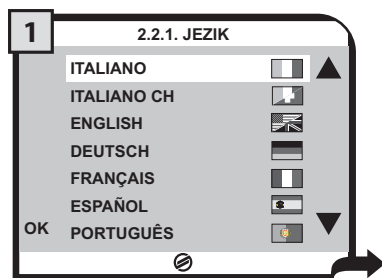 1
2.2.1. JEZIK
ITALIANO
ITALIANO CH
ENGLISH
DEUTSCH
FRANÇAIS
ESPAÑOL
OK PORTUGUÊS